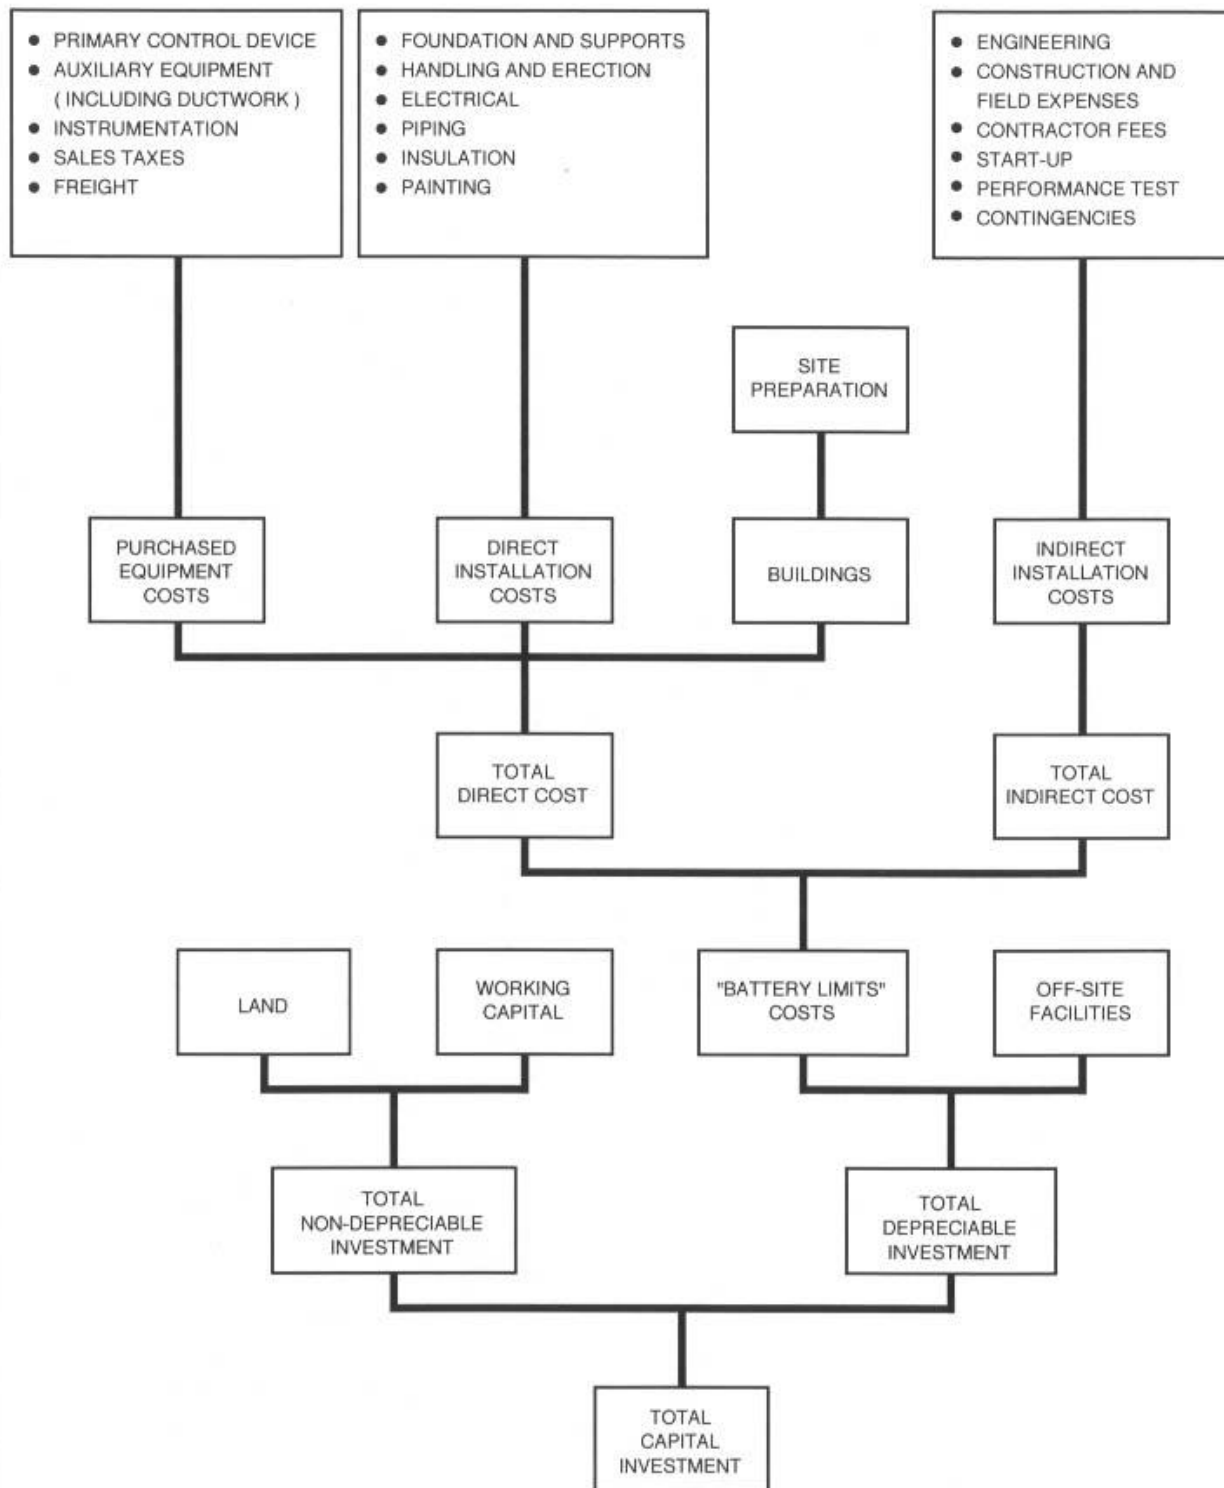 ● PRIMARY CONTROL DEVICE
● AUXILIARY EQUIPMENT
( INCLUDING DUCTWORK )
● INSTRUMENTATION
● SALES TAXES
● FREIGHT
● FOUNDATION AND SUPPORTS
● HANDLING AND ERECTION
● ELECTRICAL
● PIPING
● INSULATION
● PAINTING
● ENGINEERING
● CONSTRUCTION AND
FIELD EXPENSES
● CONTRACTOR FEES
● START-UP
● PERFORMANCE TEST
● CONTINGENCIES
SITE
PREPARATION
PURCHASED
EQUIPMENT
COSTS
DIRECT
INSTALLATION
COSTS
BUILDINGS
INDIRECT
INSTALLATION
COSTS
TOTAL
DIRECT COST
TOTAL
INDIRECT COST
LAND
WORKING
CAPITAL
"BATTERY LIMITS"
COSTS
OFF-SITE
FACILITIES
TOTAL
NON-DEPRECIABLE
INVESTMENT
TOTAL
DEPRECIABLE
INVESTMENT
TOTAL
CAPITAL
INVESTMENT